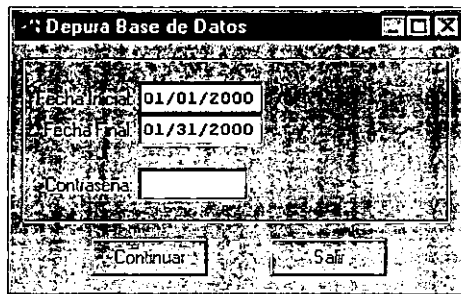 Depura Base de Datos
Fecha Inicial 01/01/2000
Fecha Final 01/31/2000
Contraseña:
Continuar Salir